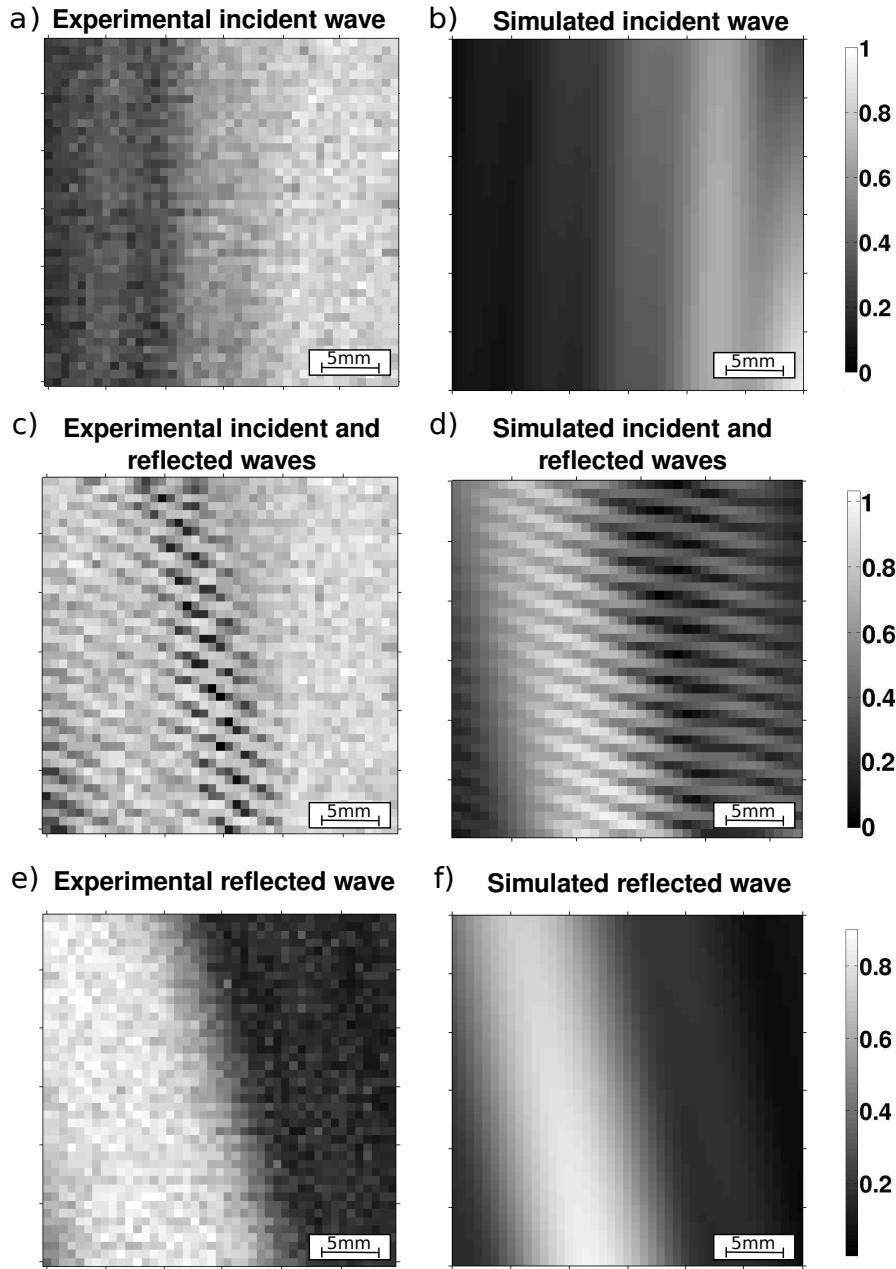 a) Experimental incident wave
b) Simulated incident wave
5mm
5mm
1
0.8
0.6
0.4
0.2
0
c) Experimental incident and
reflected waves
d) Simulated incident and
reflected waves
5mm
5mm
1
0.8
0.6
0.4
0.2
0
e) Experimental reflected wave
f) Simulated reflected wave
5mm
5mm
0.8
0.6
0.4
0.2